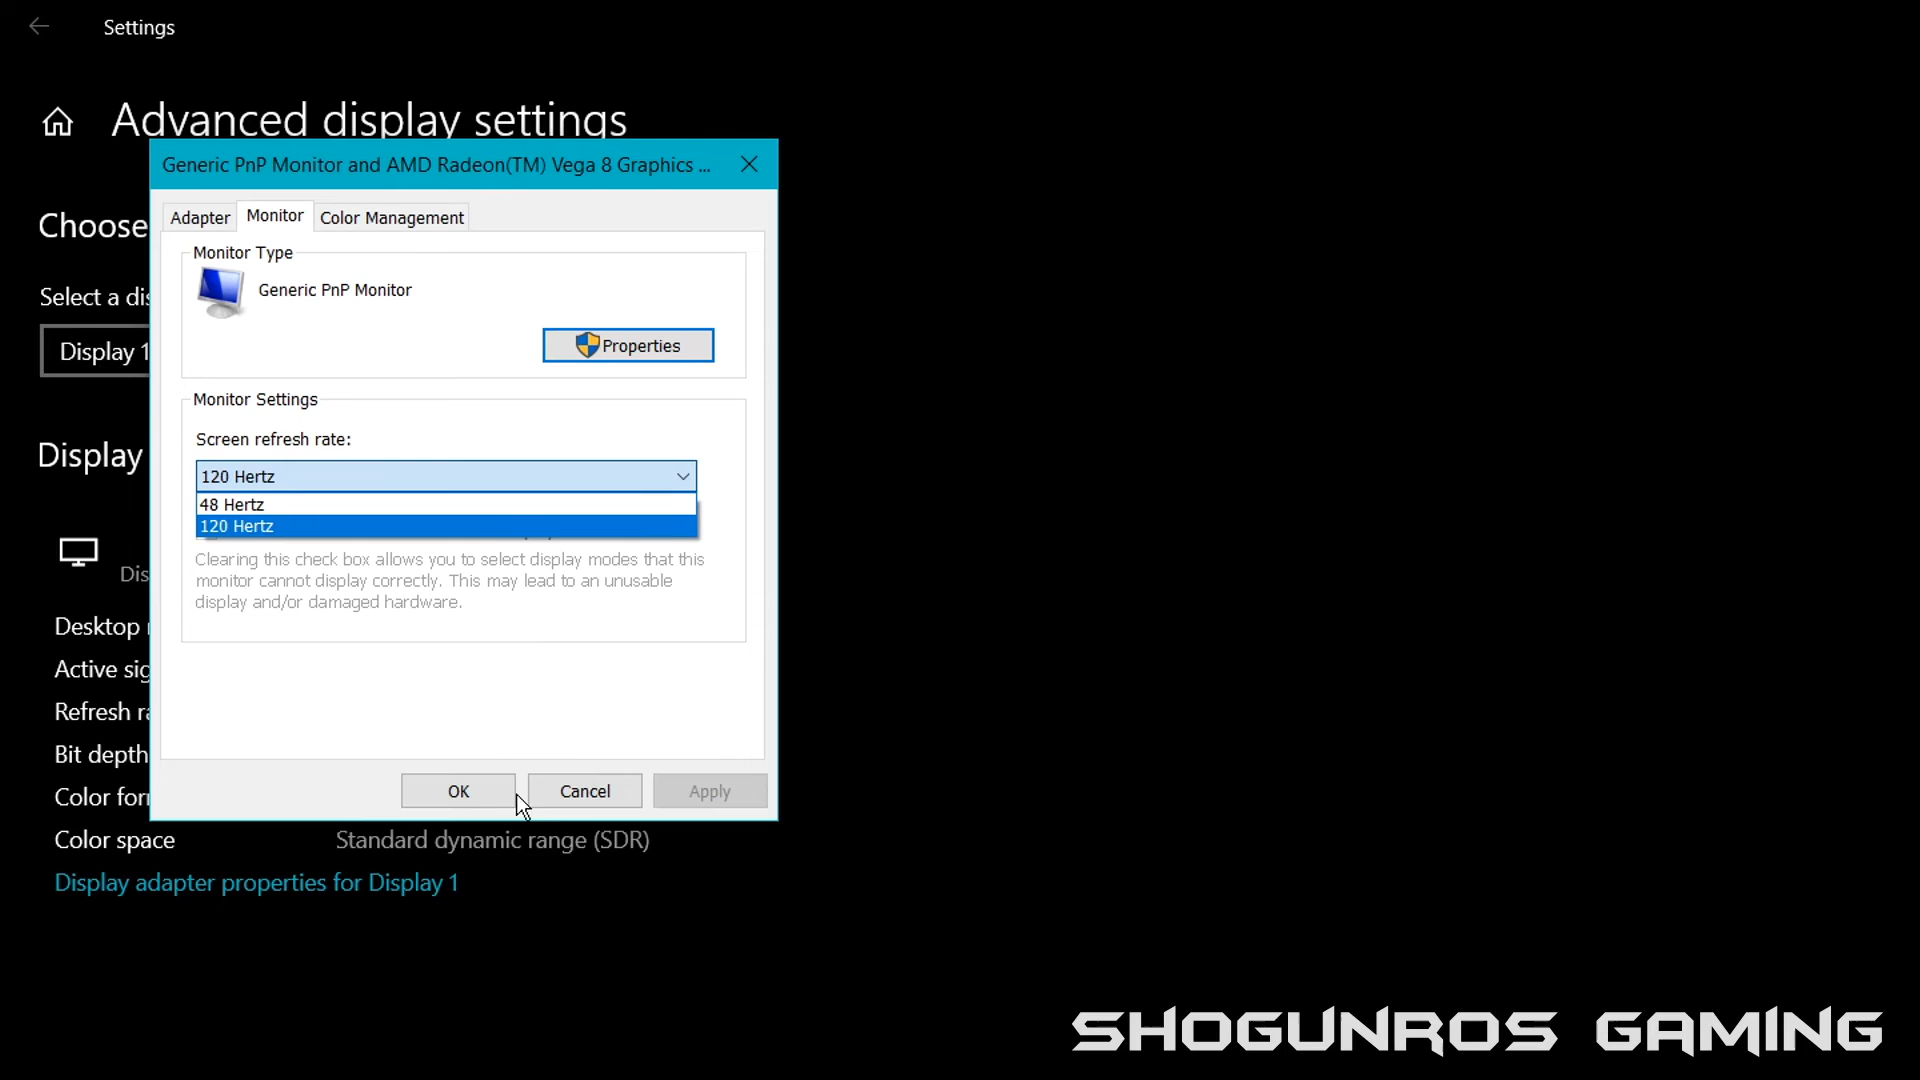 Settings
Advanced display settings
Generic PnP Monitor and AMD Radeon(TM) Vega 8 Graphics ...
Adapter
Monitor
Color Management
Choose
Monitor Type
Generic PnP Monitor
Select a dis
Properties
Display 1
Monitor Settings
Screen refresh rate:
Display
120 Hertz
48 Hertz
120 Hertz
Clearing this check box allows you to select display modes that this
monitor cannot display correctly. This may lead to an unusable
display and/or damaged hardware.
Dis
Desktop
Active sig
Refresh ra
Bit depth
Color for
OK
Cancel
Apply
Color space
Standard dynamic range (SDR)
Display adapter properties for Display 1
SHOGUNROS GAMING